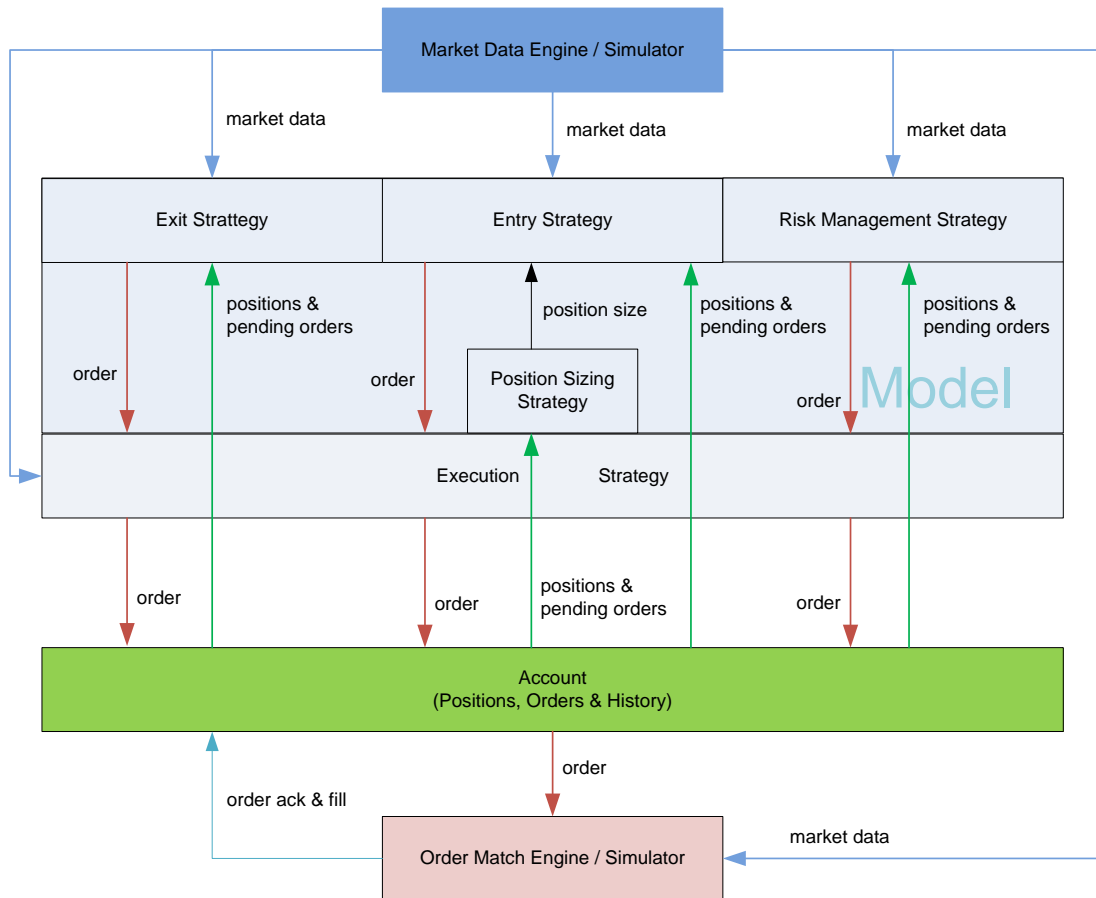 Market Data Engine / Simulator
market data
market data
market data
Exit Strattegy
Entry Strategy
Risk Management Strategy
positions &
pending orders
position size
positions &
pending orders
positions &
pending orders
order
order
Position Sizing
Strategy
order
Model
Execution Strategy
order
order
positions &
pending orders
order
Account
(Positions, Orders & History)
order
order ack & fill
market data
Order Match Engine / Simulator